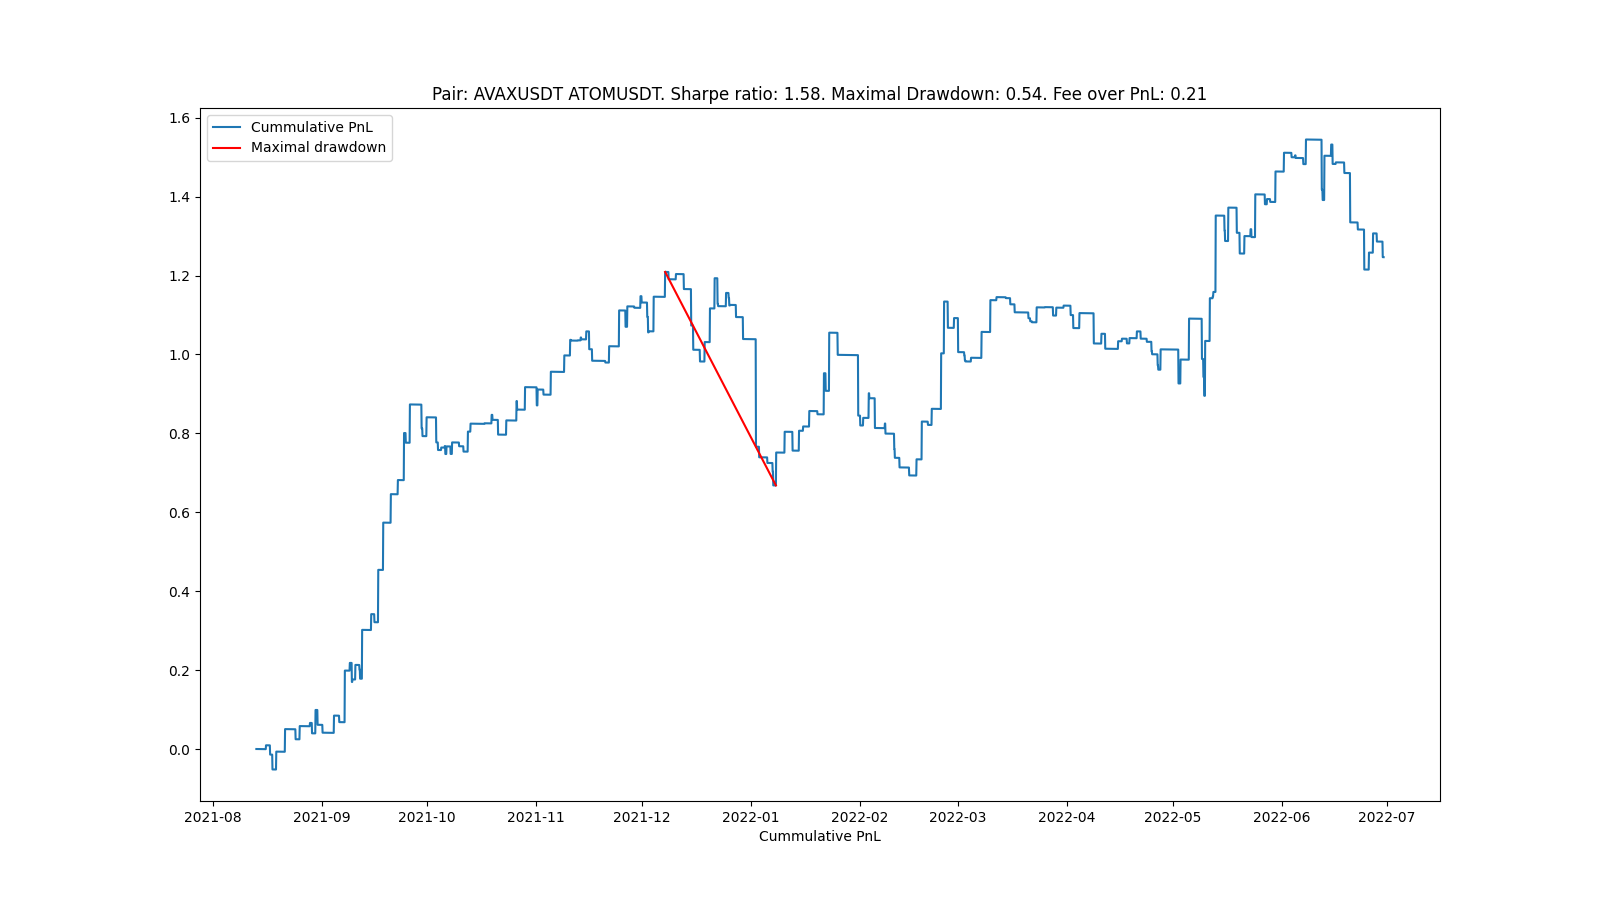 Pair: AVAXUSDT ATOMUSDT. Sharpe ratio: 1.58. Maximal Drawdown: 0.54. Fee over PnL: 0.21
Cummulative PnL
Maximal drawdown
1.6
1.4
1.2
1.0
0.8
0.6
0.4
0.2
0.0
2021-08 2021-09 2021-10 2021-11 2021-12 2022-01 2022-02 2022-03 2022-04 2022-05 2022-06 2022-07
Cummulative PnL